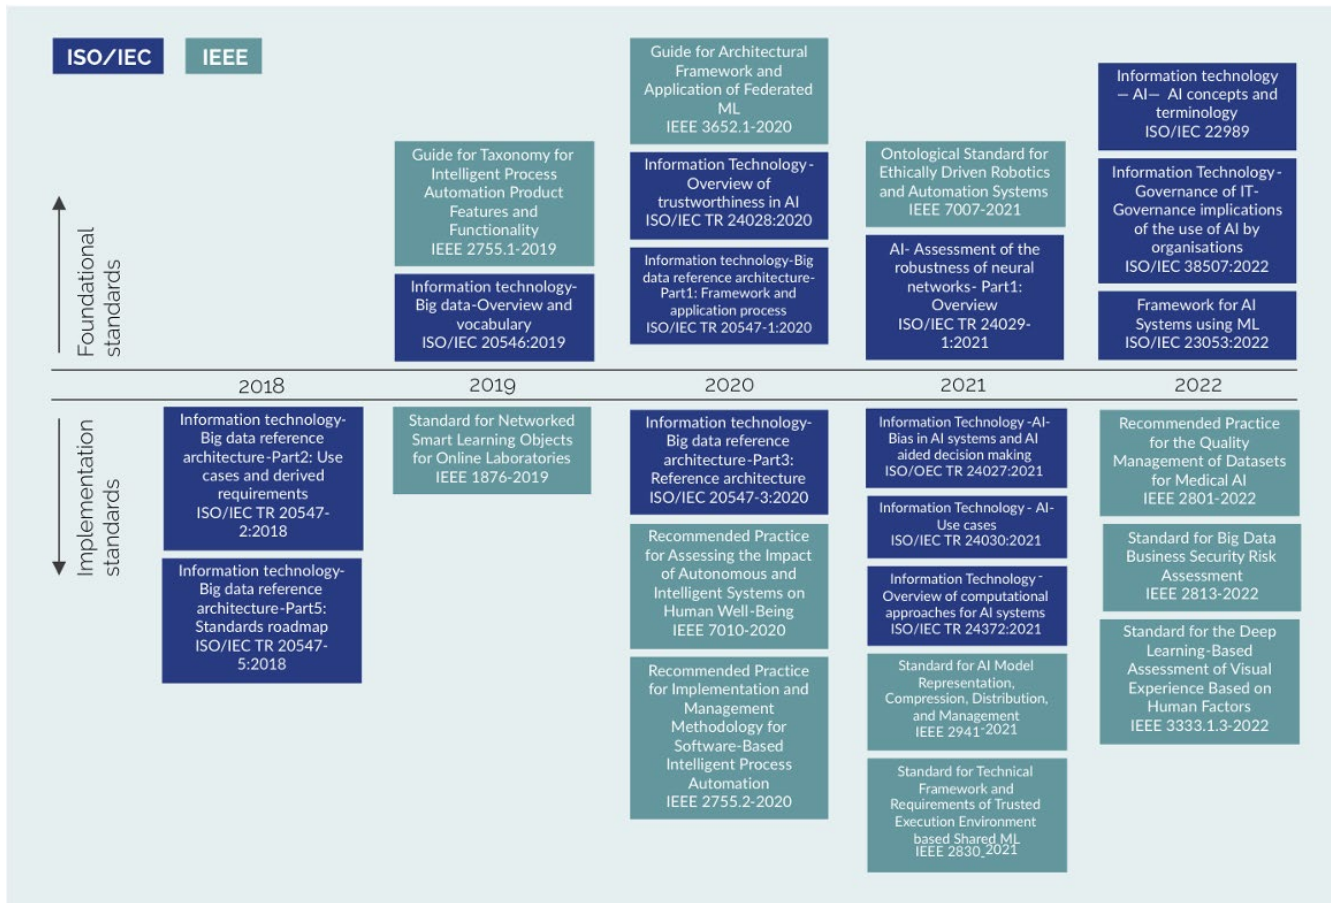 ISO/IEC
IEEE
Foundational
standards
Guide for Taxonomy for
Intelligent Process
Automation Product
Features and
Functionality
IEEE 2755.1-2019
Information technology-
Big data-Overview and
vocabulary
ISO/IEC 20546:2019
Guide for Architectural
Framework and
Application of Federated
ML
IEEE 3652.1-2020
Information Technology-
Overview of
trustworthiness in AI
ISO/IEC TR 24028:2020
Information technology-Big
data reference architecture-
Part1: Framework and
application process
ISO/IEC TR 20547-1:2020
Ontological Standard for
Ethically Driven Robotics
and Automation Systems
IEEE 7007-2021
AI- Assessment of the
robustness of neural
networks- Part1:
Overview
ISO/IEC TR 24029-
1:2021
Information technology
— AI— AI concepts and
terminology
ISO/IEC 22989
Information Technology-
Governance of IT-
Governance implications
of the use of AI by
organisations
ISO/IEC 38507:2022
Framework for AI
Systems using ML
ISO/IEC 23053:2022
2018
2019
2020
2021
2022
Implementation
standards
Information technology-
Big data reference
architecture-Part2: Use
cases and derived
requirements
ISO/IEC TR 20547-
2:2018
Information technology-
Big data reference
architecture-Part5:
Standards roadmap
ISO/IEC TR 20547-
5:2018
Standard for Networked
Smart Learning Objects
for Online Laboratories
IEEE 1876-2019
Information technology-
Big data reference
architecture-Part3:
Reference architecture
ISO/IEC 20547-3:2020
Recommended Practice
for Assessing the Impact
of Autonomous and
Intelligent Systems on
Human Well-Being
IEEE 7010-2020
Recommended Practice
for Implementation and
Management
Methodology for
Software-Based
Intelligent Process
Automation
IEEE 2755.2-2020
Information Technology -AI-
Bias in AI systems and AI
aided decision making
ISO/OEC TR 24027:2021
Information Technology - AI-
Use cases
ISO/IEC TR 24030:2021
Information Technology -
Overview of computational
approaches for AI systems
ISO/IEC TR 24372:2021
Standard for AI Model
Representation,
Compression, Distribution,
and Management
IEEE 2941-2021
Standard for Technical
Framework and
Requirements of Trusted
Execution Environment
based Shared ML
IEEE 2830-2021
Recommended Practice
for the Quality
Management of Datasets
for Medical AI
IEEE 2801-2022
Standard for Big Data
Business Security Risk
Assessment
IEEE 2813-2022
Standard for the Deep
Learning-Based
Assessment of Visual
Experience Based on
Human Factors
IEEE 3333.1.3-2022